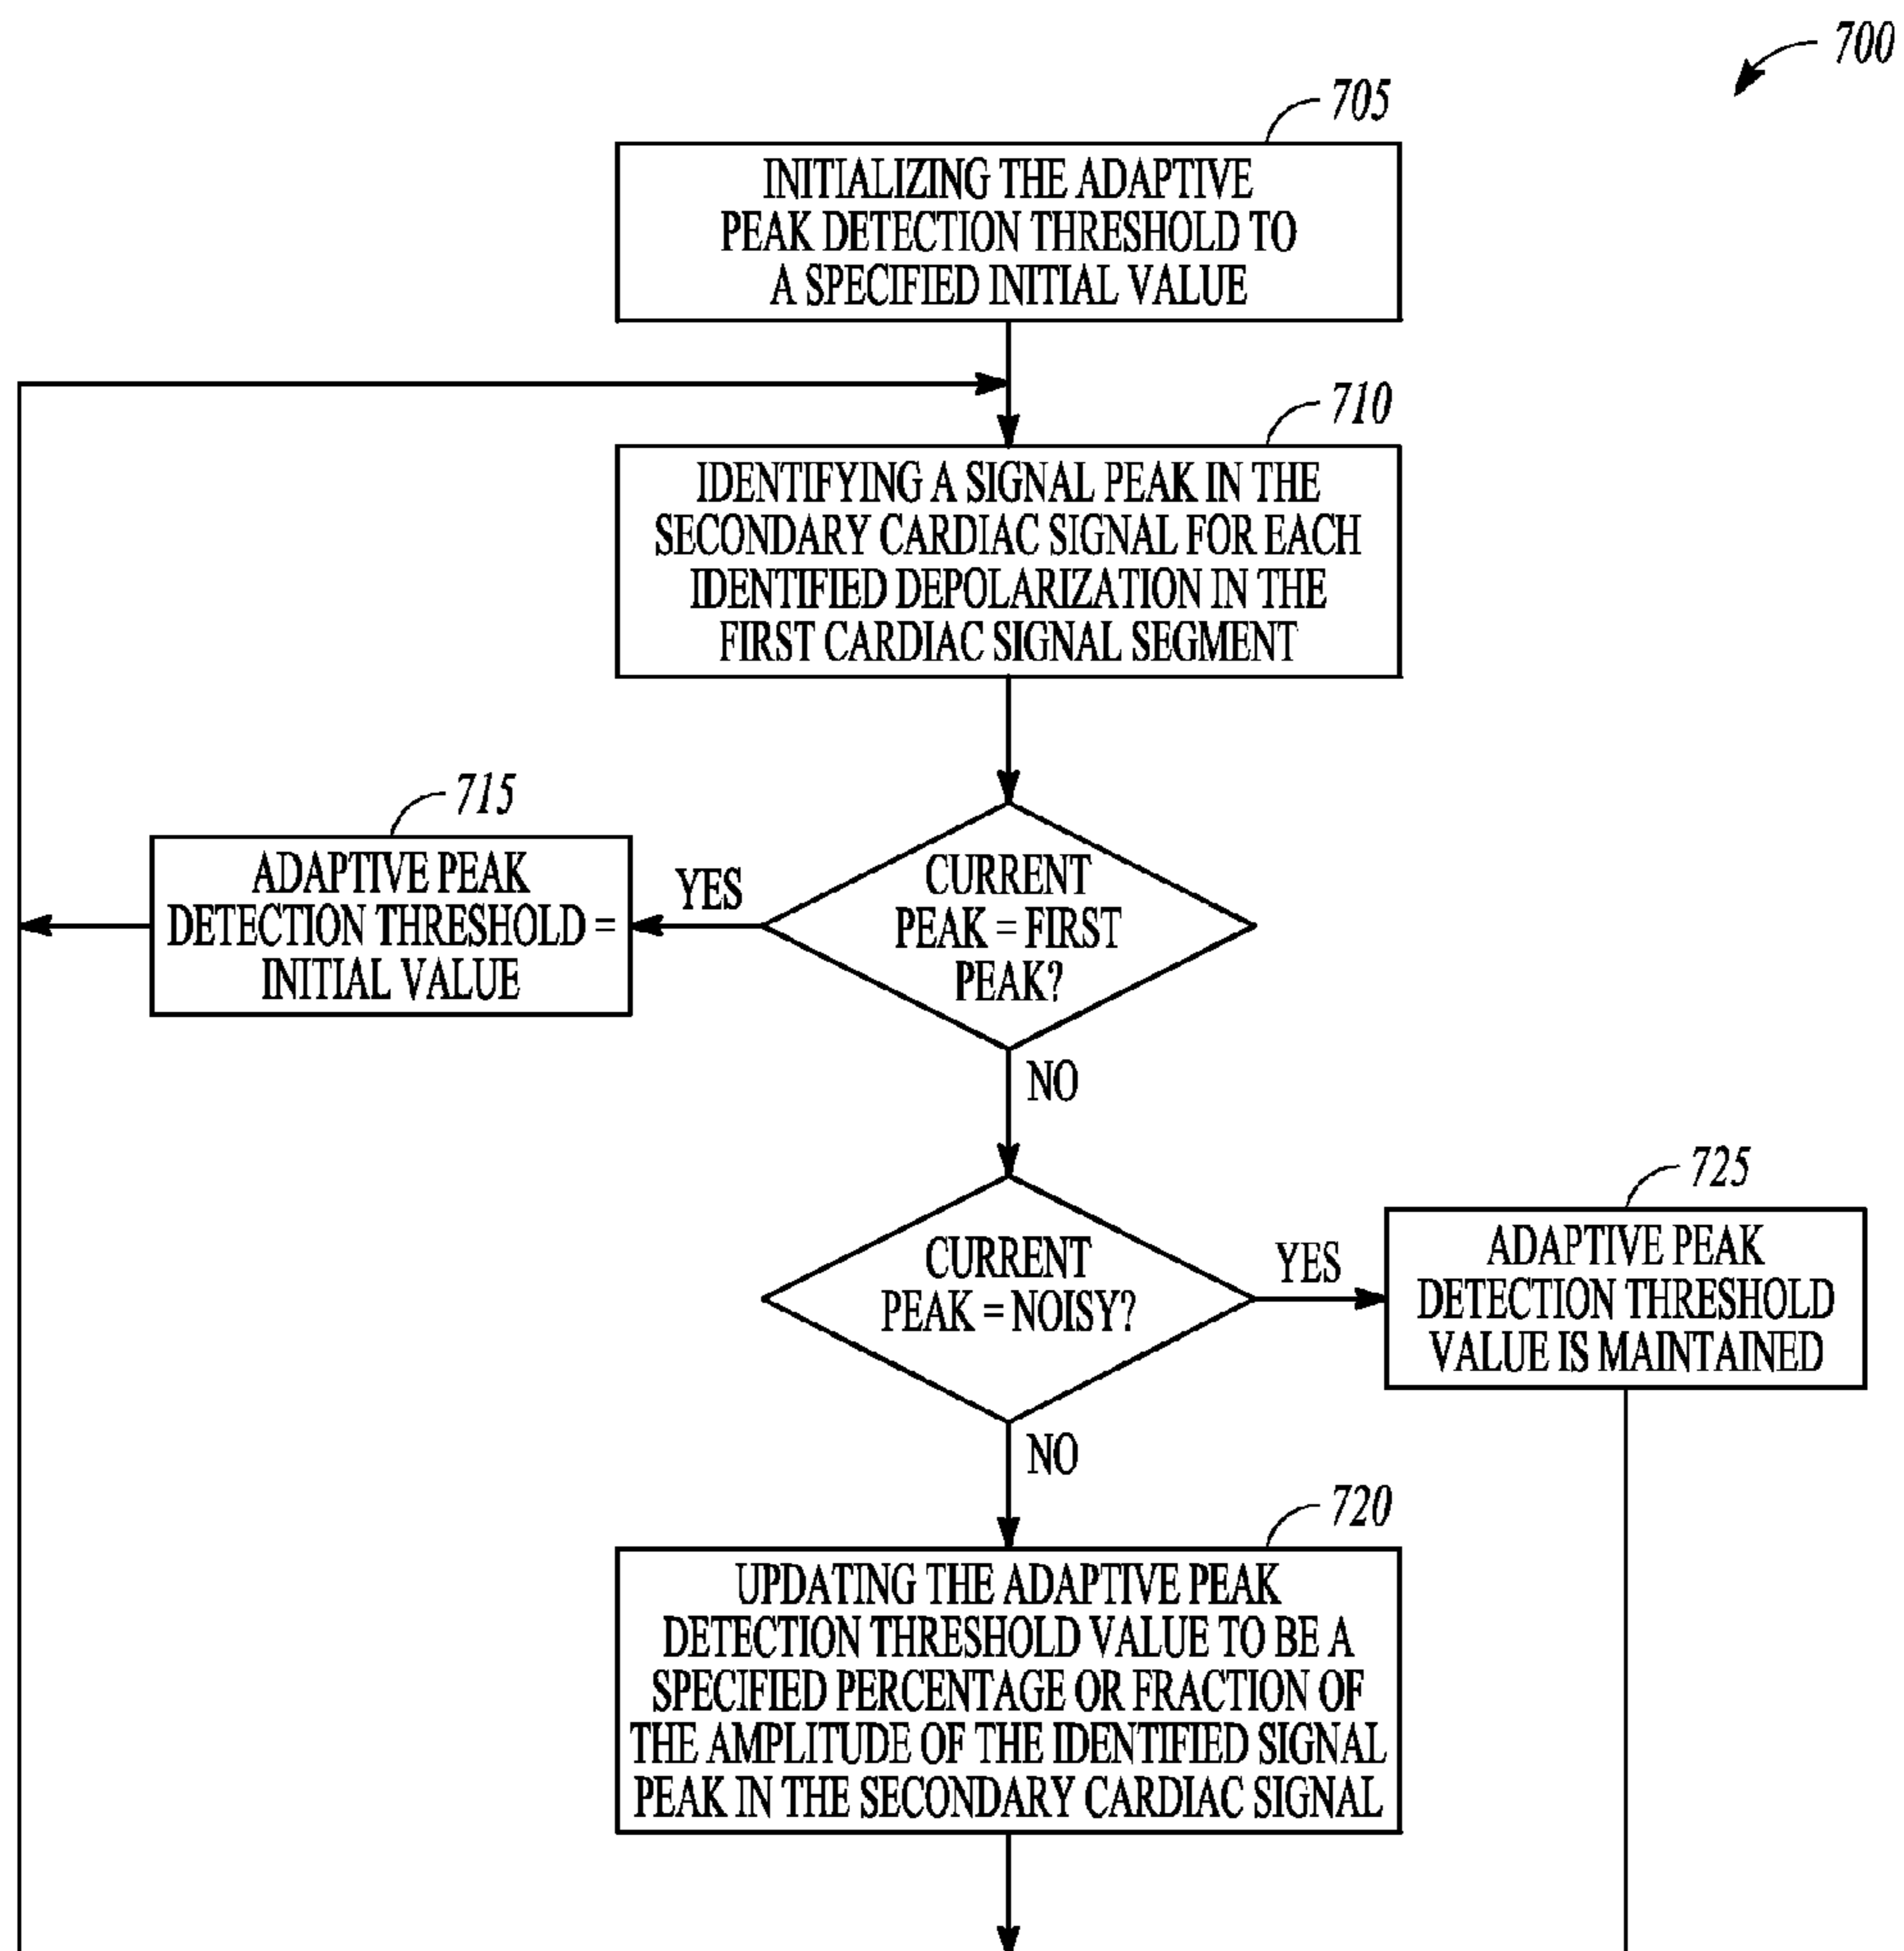 700
705
INITIALIZING THE ADAPTIVE
PEAK DETECTION THRESHOLD TO
A SPECIFIED INITIAL VALUE
710
IDENTIFYING A SIGNAL PEAK IN THE
SECONDARY CARDIAC SIGNAL FOR EACH
IDENTIFIED DEPOLARIZATION IN THE
FIRST CARDIAC SIGNAL SEGMENT
715
ADAPTIVE PEAK
DETECTION THRESHOLD =
INITIAL VALUE
YES
CURRENT
PEAK = FIRST
PEAK?
NO
725
CURRENT
PEAK = NOISY?
YES
ADAPTIVE PEAK
DETECTION THRESHOLD
VALUE IS MAINTAINED
NO
720
UPDATING THE ADAPTIVE PEAK
DETECTION THRESHOLD VALUE TO BE A
SPECIFIED PERCENTAGE OR FRACTION OF
THE AMPLITUDE OF THE IDENTIFIED SIGNAL
PEAK IN THE SECONDARY CARDIAC SIGNAL